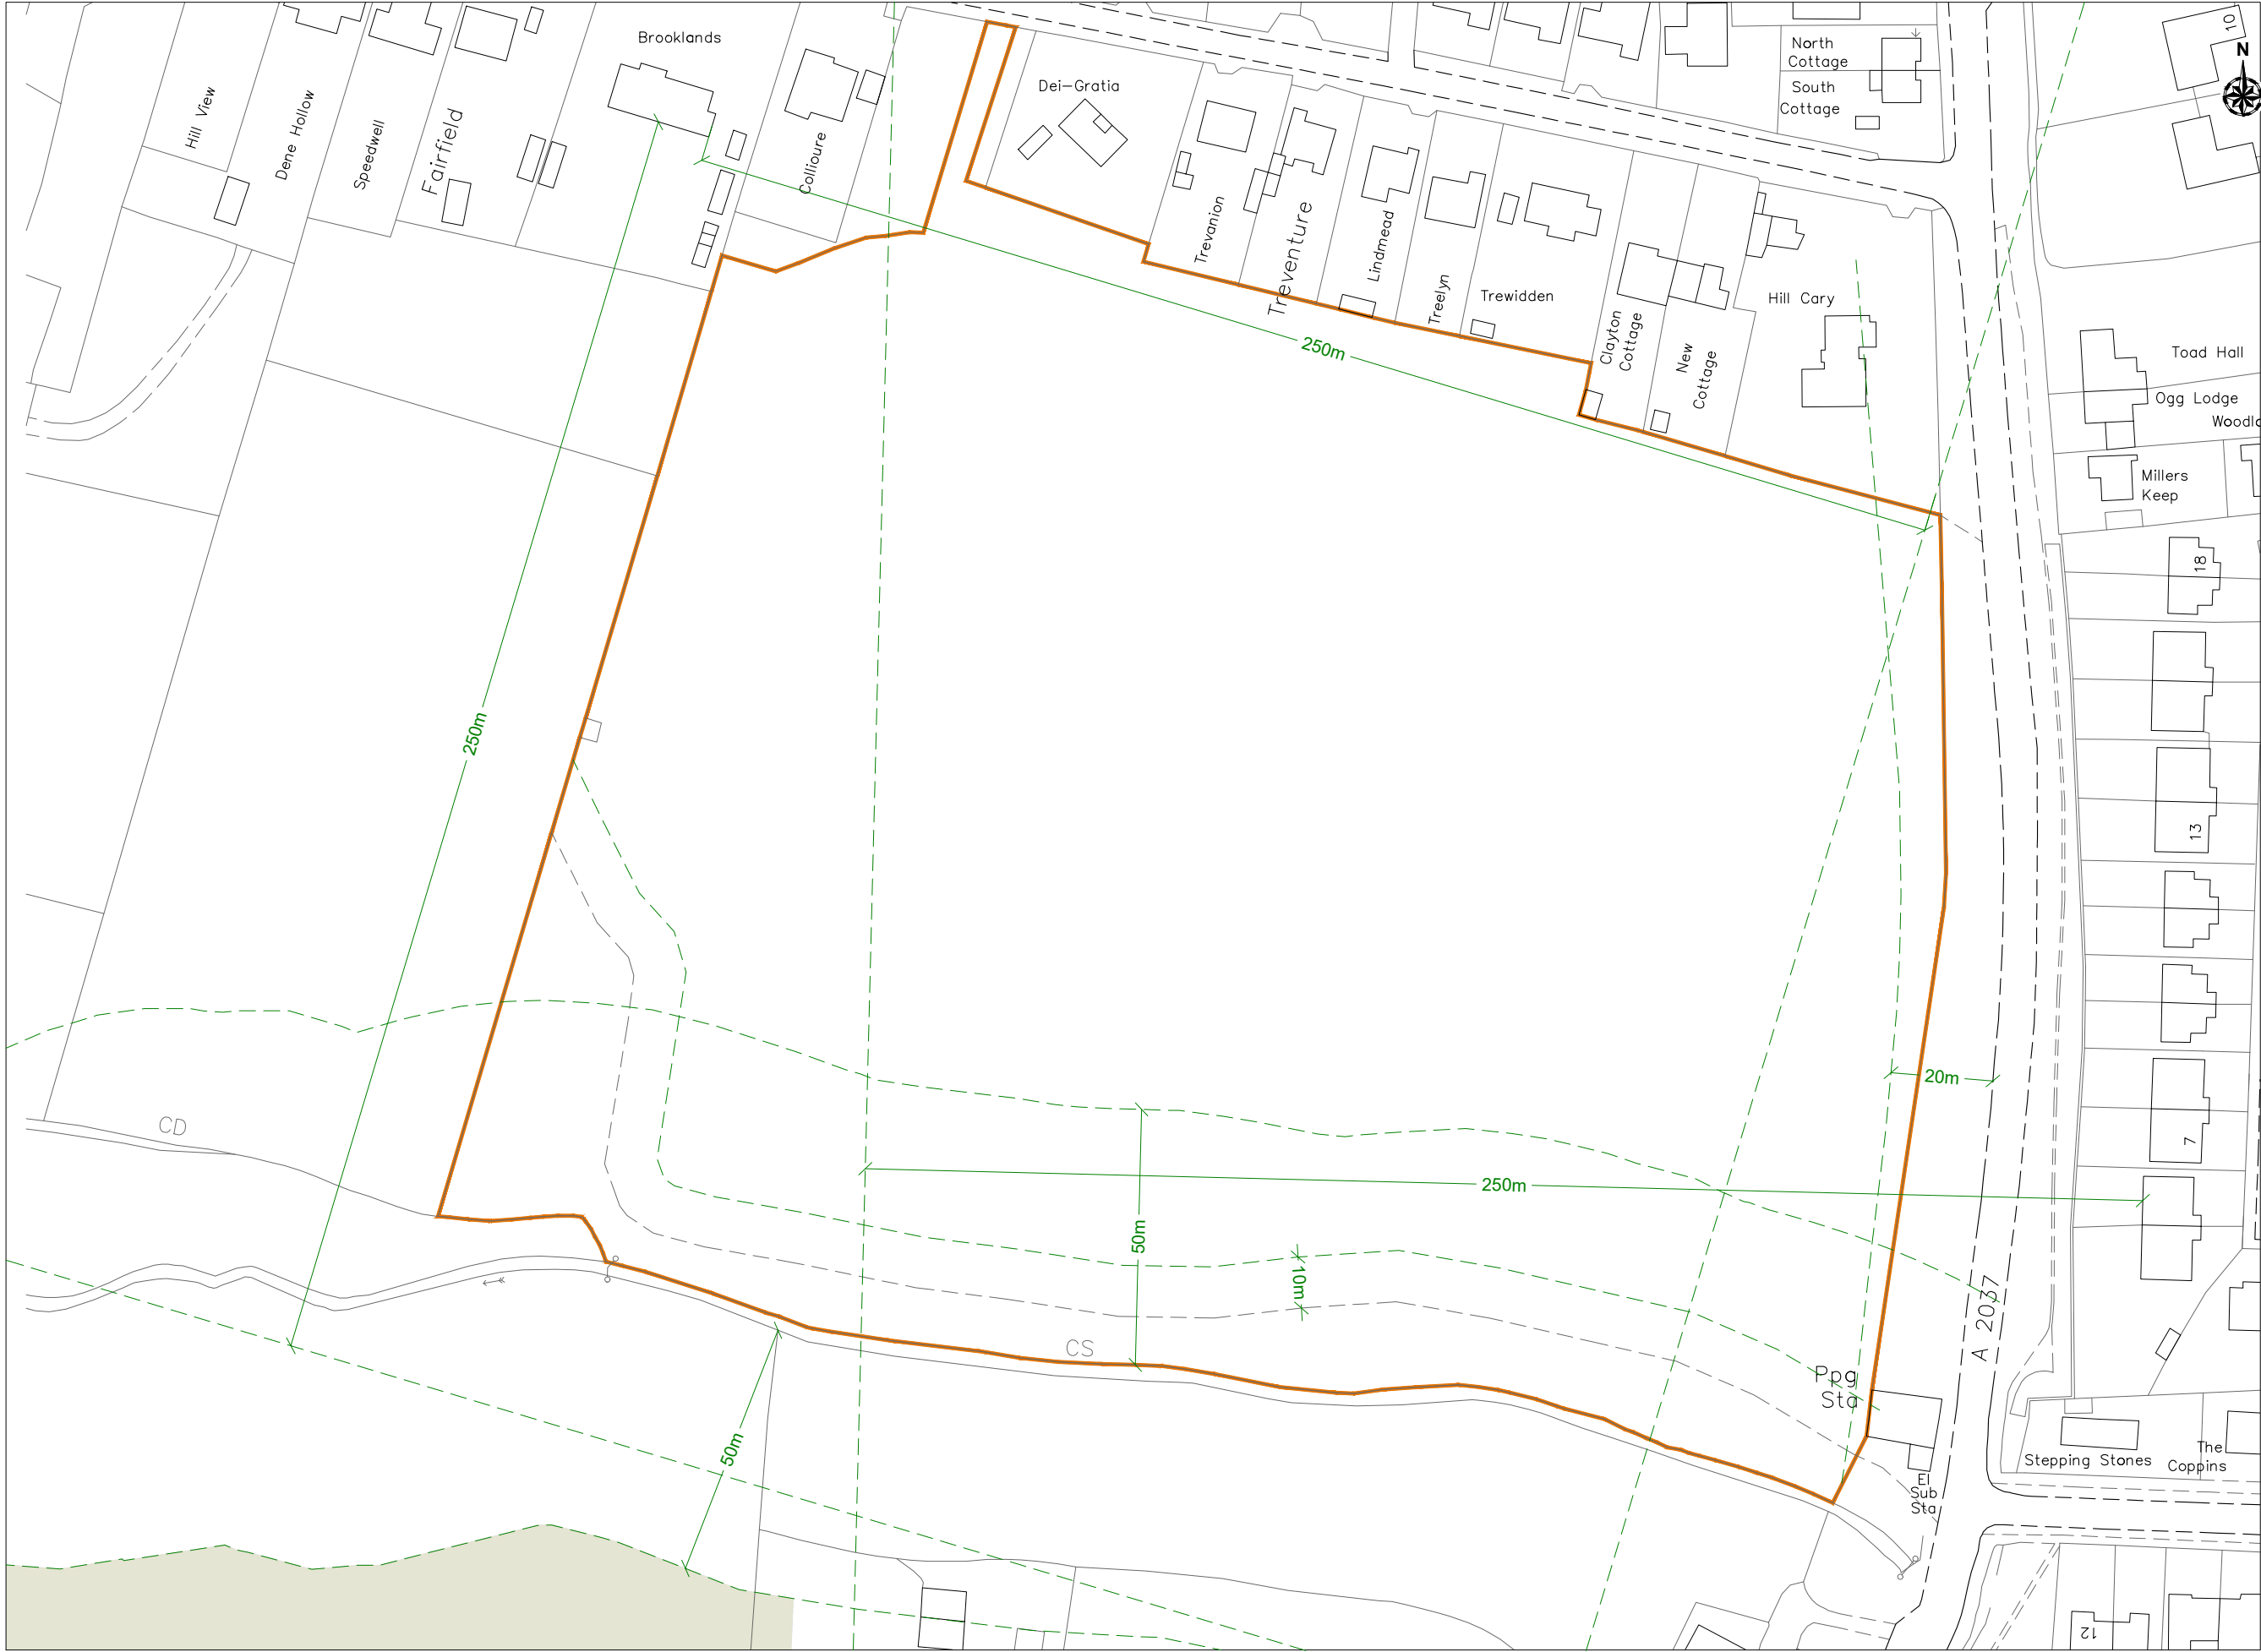 Brooklands
North
Cottage
South
Cottage
10
N
Dei-Gratia
Hill View
Dene Hollow
Speedwell
Fairfield
Collioure
Trevanion
Treventure
Lindmead
Treelyn
Trewidden
Clayton
Cottage
New
Cottage
Hill Cary
Toad Hall
Ogg Lodge
Millers
Keep
250m
18
250m
13
20m
7
CD
250m
50m
10m
A 2037
CS
Ppg
Sta
50m
El
Sub
Sta
Stepping Stones
The
Coppins
12